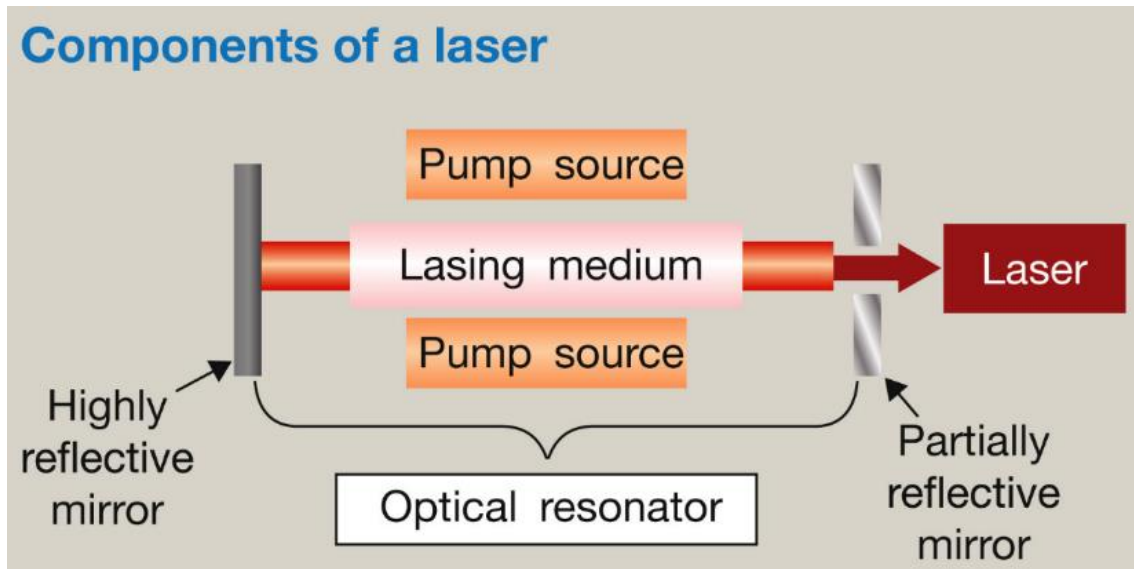 Components of a laser
Pump source
Lasing medium
Laser
Pump source
Highly
reflective
mirror
Optical resonator
Partially
reflective
mirror